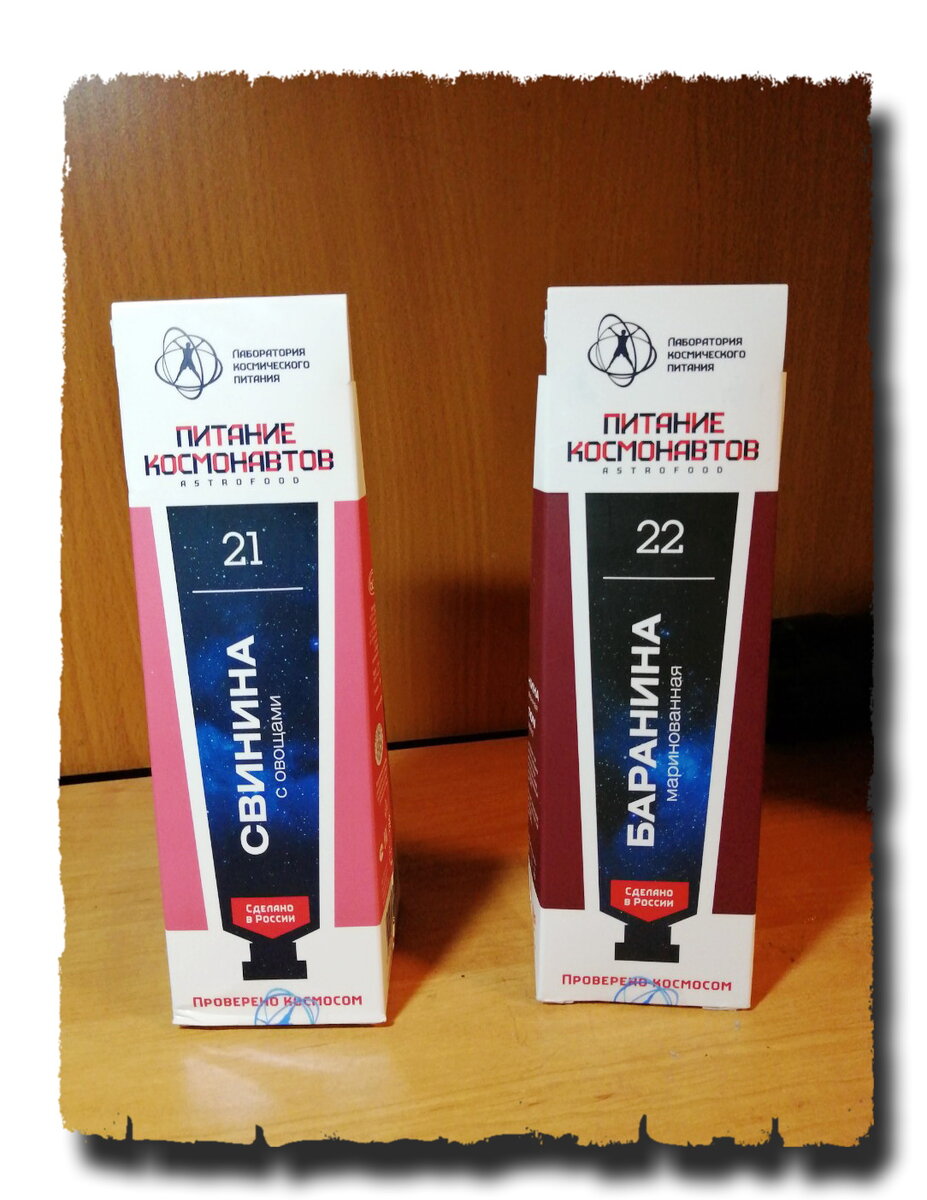 Лаборатория
космического
питания
ПИТАНИЕ
КОСМОНАВТОВ
ASTROFOOD
21
СВИНИНА
с овощами
Сделано
в России
Проверено космосом
Лаборатория
космического
питания
ПИТАНИЕ
КОСМОНАВТОВ
ASTROFOOD
22
БАРАНИНА
маринованная
Сделано
в России
Проверено космосом